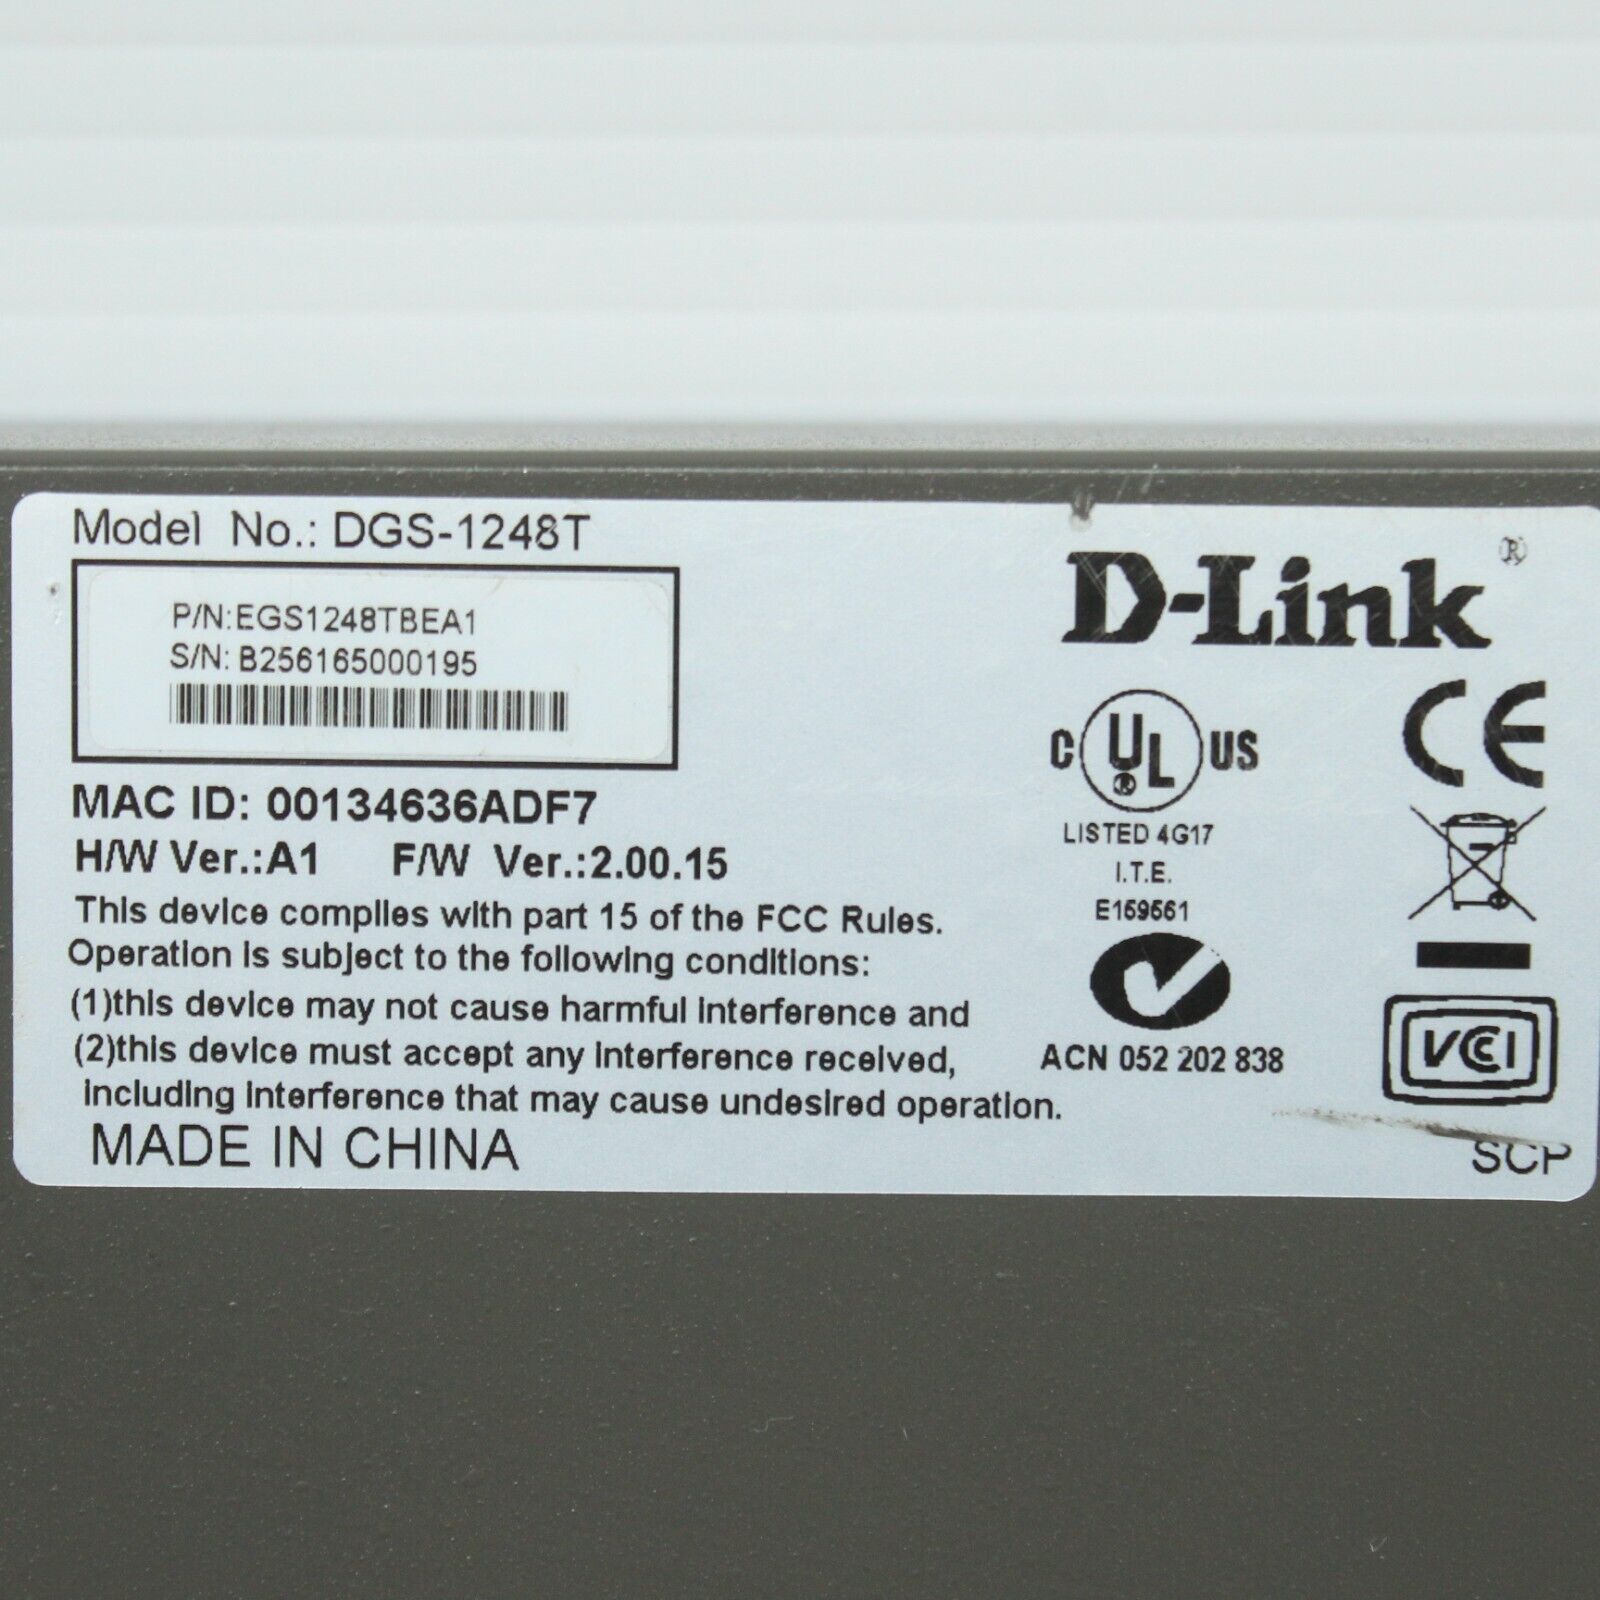 Model No.: DGS-1248T
P/N:EGS1248TBEA1
S/N: B256165000195
MAC ID: 00134636ADF7
H/W Ver.:A1 F/W Ver.:2.00.15
This device complies with part 15 of the FCC Rules.
Operation is subject to the following conditions:
(1)this device may not cause harmful interference and
(2)this device must accept any interference received,
including interference that may cause undesired operation.
MADE IN CHINA
D-Link®
C UL® US
LISTED 4G17
I.T.E.
E159561
ACN 052 202 838
CE
VCCI
SCP